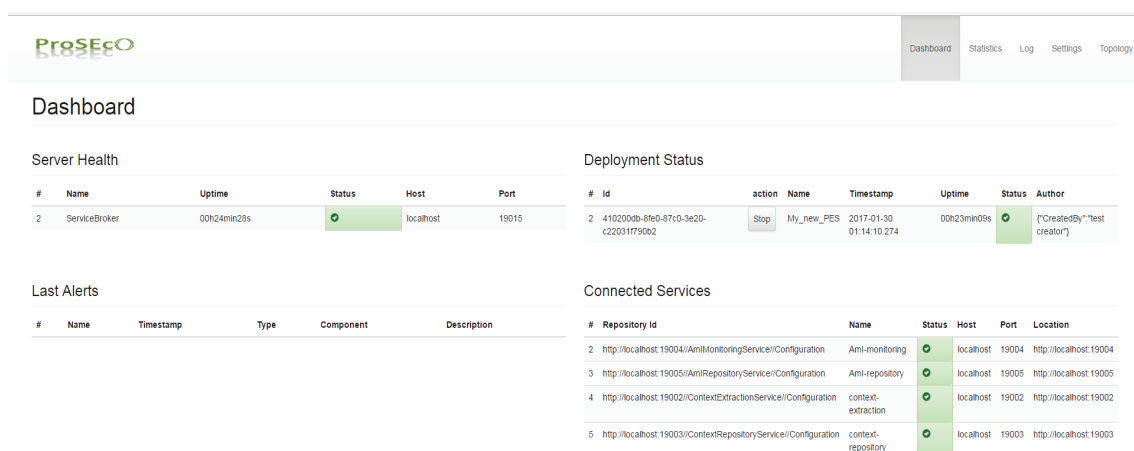 ProSEcO
Dashboard Statistics Log Settings Topology
Dashboard
Server Health
# Name Uptime Status Host Port
2 ServiceBroker 00h24min28s localhost 19015
Deployment Status
# Id action Name Timestamp Uptime Status Author
2 410200db-8fe0-87c0-3e20- Stop My_new_PES 2017-01-30 00h23min09s {"CreatedBy":"test
c22031f790b2 01:14:10.274 creator"}
Last Alerts
# Name Timestamp Type Component Description
Connected Services
# Repository Id Name Status Host Port Location
2 http://localhost:19004//AmIMonitoringService//Configuration AmI-monitoring localhost 19004 http://localhost:19004
3 http://localhost:19005//AmIRepositoryService//Configuration AmI-repository localhost 19005 http://localhost:19005
4 http://localhost:19002//ContextExtractionService//Configuration context- localhost 19002 http://localhost:19002
extraction
5 http://localhost:19003//ContextRepositoryService//Configuration context- localhost 19003 http://localhost:19003
repository